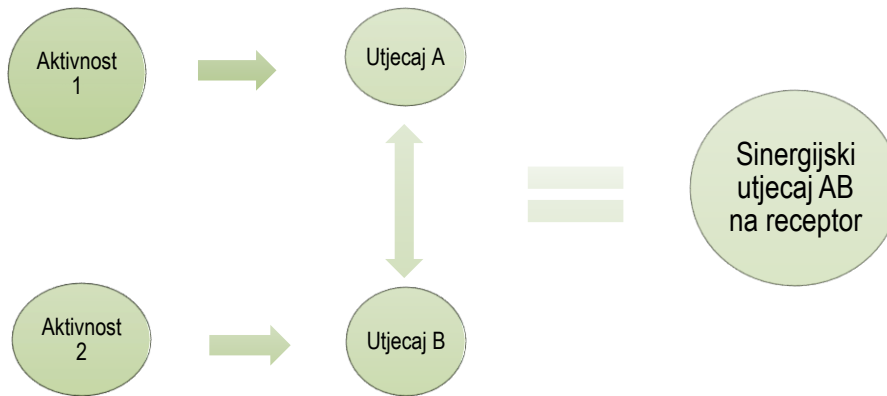 Aktivnost
1
Utjecaj A
Sinergijski
utjecaj AB
na receptor
Aktivnost
2
Utjecaj B